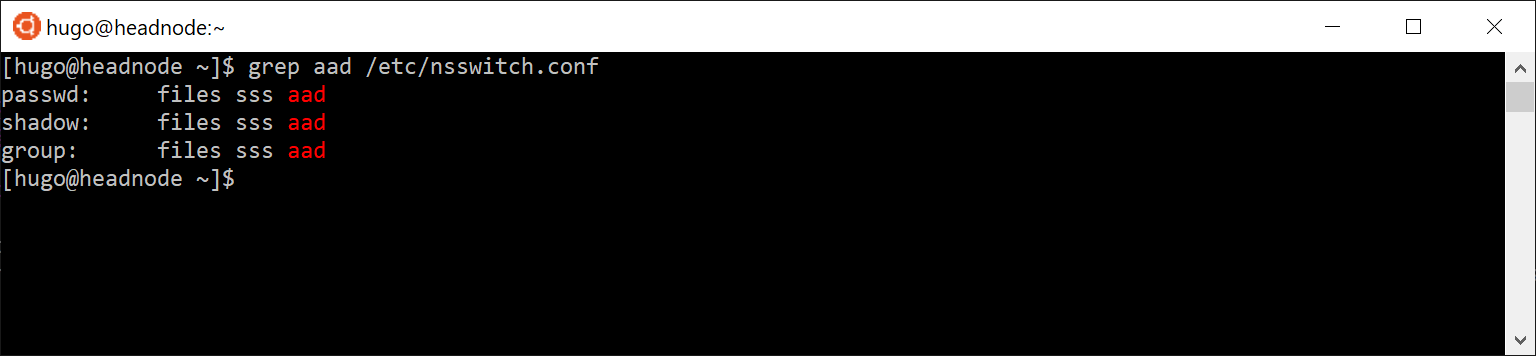 hugo@headnode:~
[hugo@headnode ~]$ grep aad /etc/nsswitch.conf
passwd:     files sss aad
shadow:     files sss aad
group:      files sss aad
[hugo@headnode ~]$